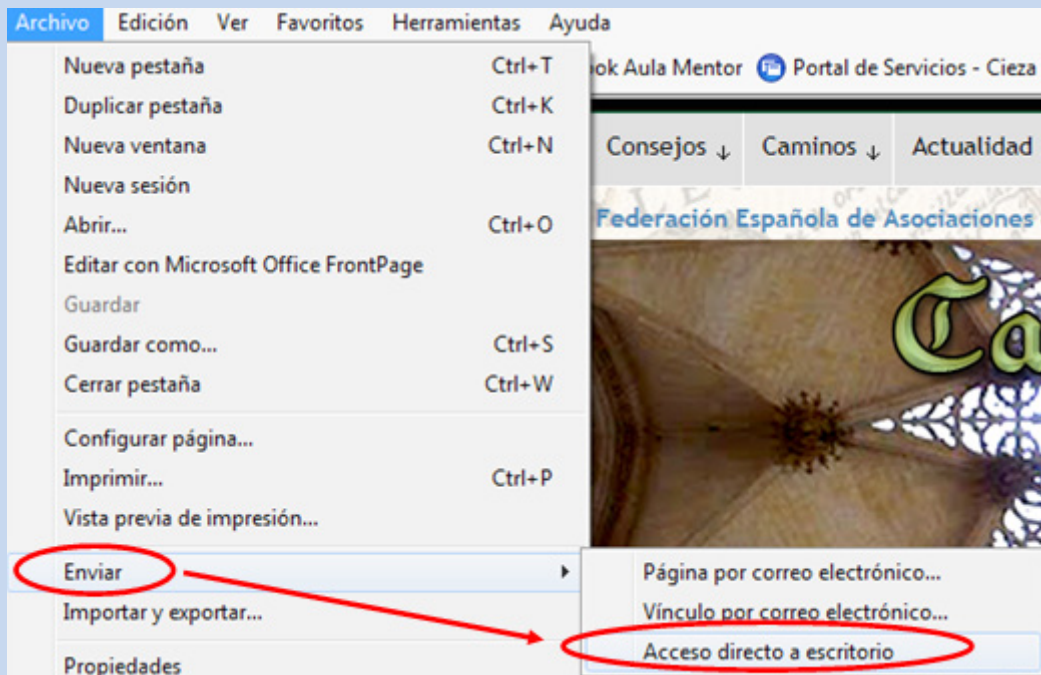 Archivo Edición Ver Favoritos Herramientas Ayuda
Nueva pestaña Ctrl+T
ok Aula Mentor Portal de Servicios - Cieza
Duplicar pestaña Ctrl+K
Nueva ventana Ctrl+N
Consejos ↓ Caminos ↓ Actualidad
Nueva sesión
Abrir... Ctrl+O
Federación Española de Asociaciones
Editar con Microsoft Office FrontPage
Guardar
Guardar como... Ctrl+S
Ca
Cerrar pestaña Ctrl+W
Configurar página...
Imprimir... Ctrl+P
Vista previa de impresión...
Enviar
Página por correo electrónico...
Importar y exportar...
Vínculo por correo electrónico...
Acceso directo a escritorio
Propiedades